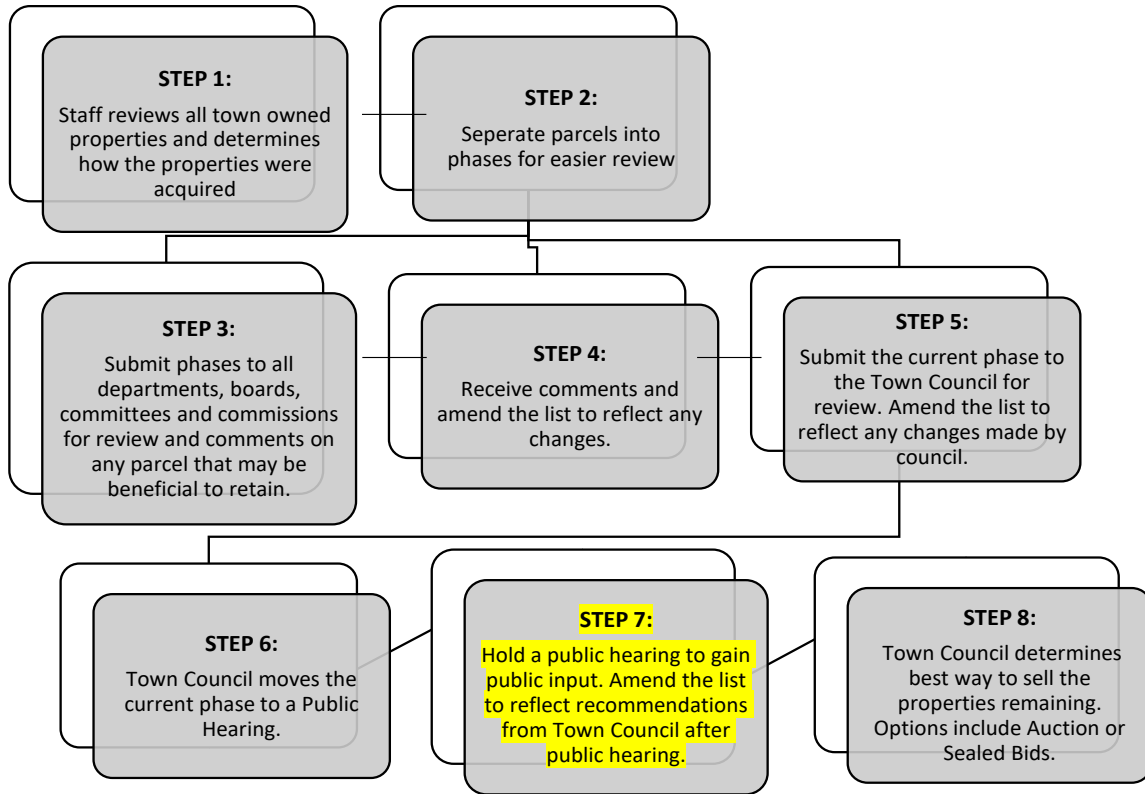 STEP 1:
Staff reviews all town owned
properties and determines
how the properties were
acquired
STEP 2:
Seperate parcels into
phases for easier review
STEP 3:
Submit phases to all
departments, boards,
committees and commissions
for review and comments on
any parcel that may be
beneficial to retain.
STEP 4:
Receive comments and
amend the list to reflect any
changes.
STEP 5:
Submit the current phase to
the Town Council for
review. Amend the list to
reflect any changes made by
council.
STEP 6:
Town Council moves the
current phase to a Public
Hearing.
STEP 7:
Hold a public hearing to gain
public input. Amend the list
to reflect recommendations
from Town Council after
public hearing.
STEP 8:
Town Council determines
best way to sell the
properties remaining.
Options include Auction or
Sealed Bids.